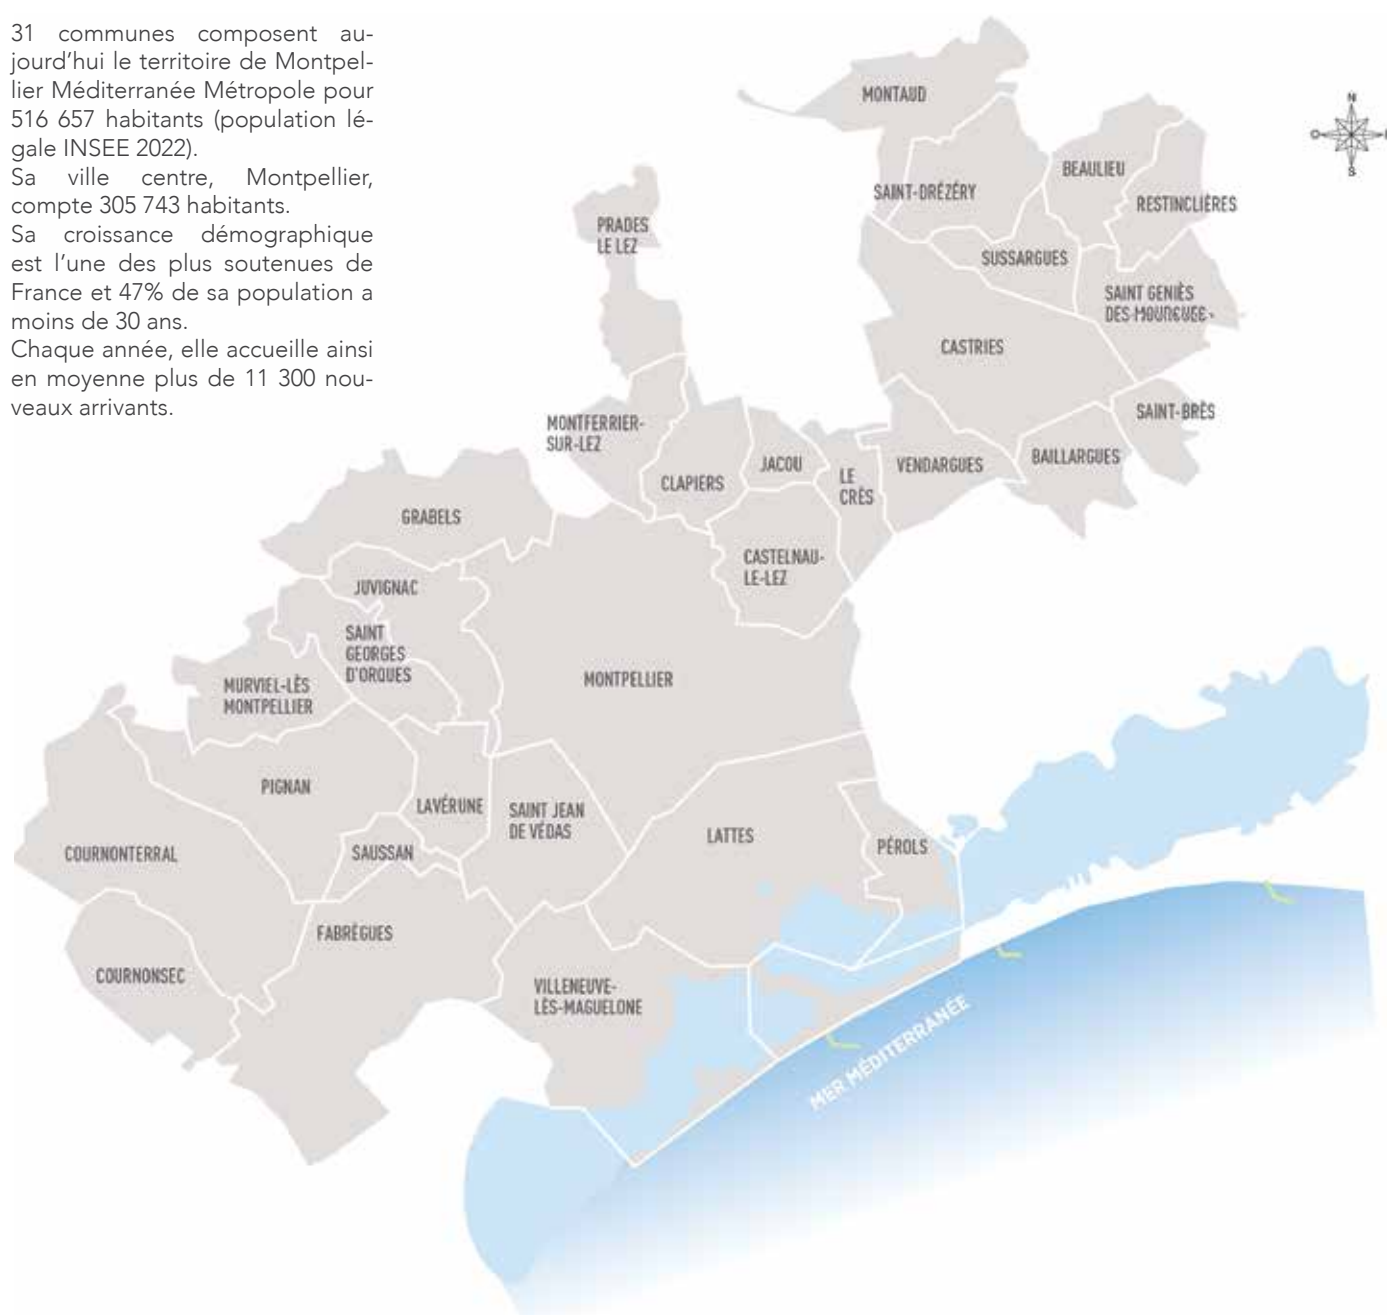 31 communes composent au-
jourd’hui le territoire de Montpel-
lier Méditerranée Métropole pour
516 657 habitants (population lé-
gale INSEE 2022).
Sa ville centre, Montpellier,
compte 305 743 habitants.
Sa croissance démographique
est l’une des plus soutenues de
France et 47% de sa population a
moins de 30 ans.
Chaque année, elle accueille ainsi
en moyenne plus de 11 300 nou-
veaux arrivants.
MONTAUD
N
O
S
BEAULIEU
SAINT-DRÉZÉRY
RESTINCLIÈRES
PRADES
LE LEZ
SUSSARGUES
SAINT GENIÈS
DES
CASTRIES
SAINT-BRÈS
MONTFERRIER-
SUR-LEZ
BAILLARGUES
VENDARGUES
JACOU
LE
CRÈS
CLAPIERS
GRABELS
CASTELNAU-
LE-LEZ
JUVIGNAC
SAINT
GEORGES
D'ORQUES
MURVIEL-LÈS
MONTPELLIER
MONTPELLIER
PIGNAN
LAVÉRUNE
SAINT JEAN
DE VÉDAS
LATTES
PÉROLS
COURNONTERRAL
SAUSSAN
FABRÈGUES
COURNONSEC
VILLENEUVE-
LÈS-MAGUELONE
MER MÉDITERRANÉE